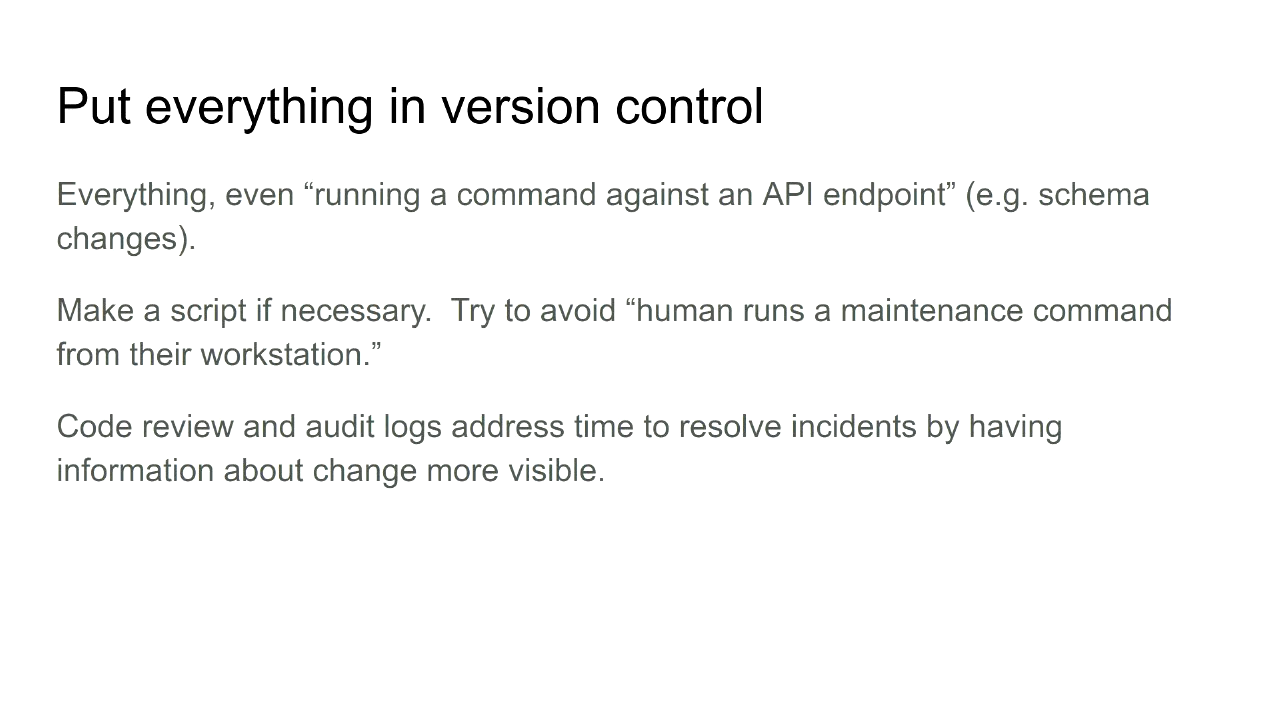 Put everything in version control
Everything, even “running a command against an API endpoint” (e.g. schema
changes).
Make a script if necessary.  Try to avoid “human runs a maintenance command
from their workstation.”
Code review and audit logs address time to resolve incidents by having
information about change more visible.